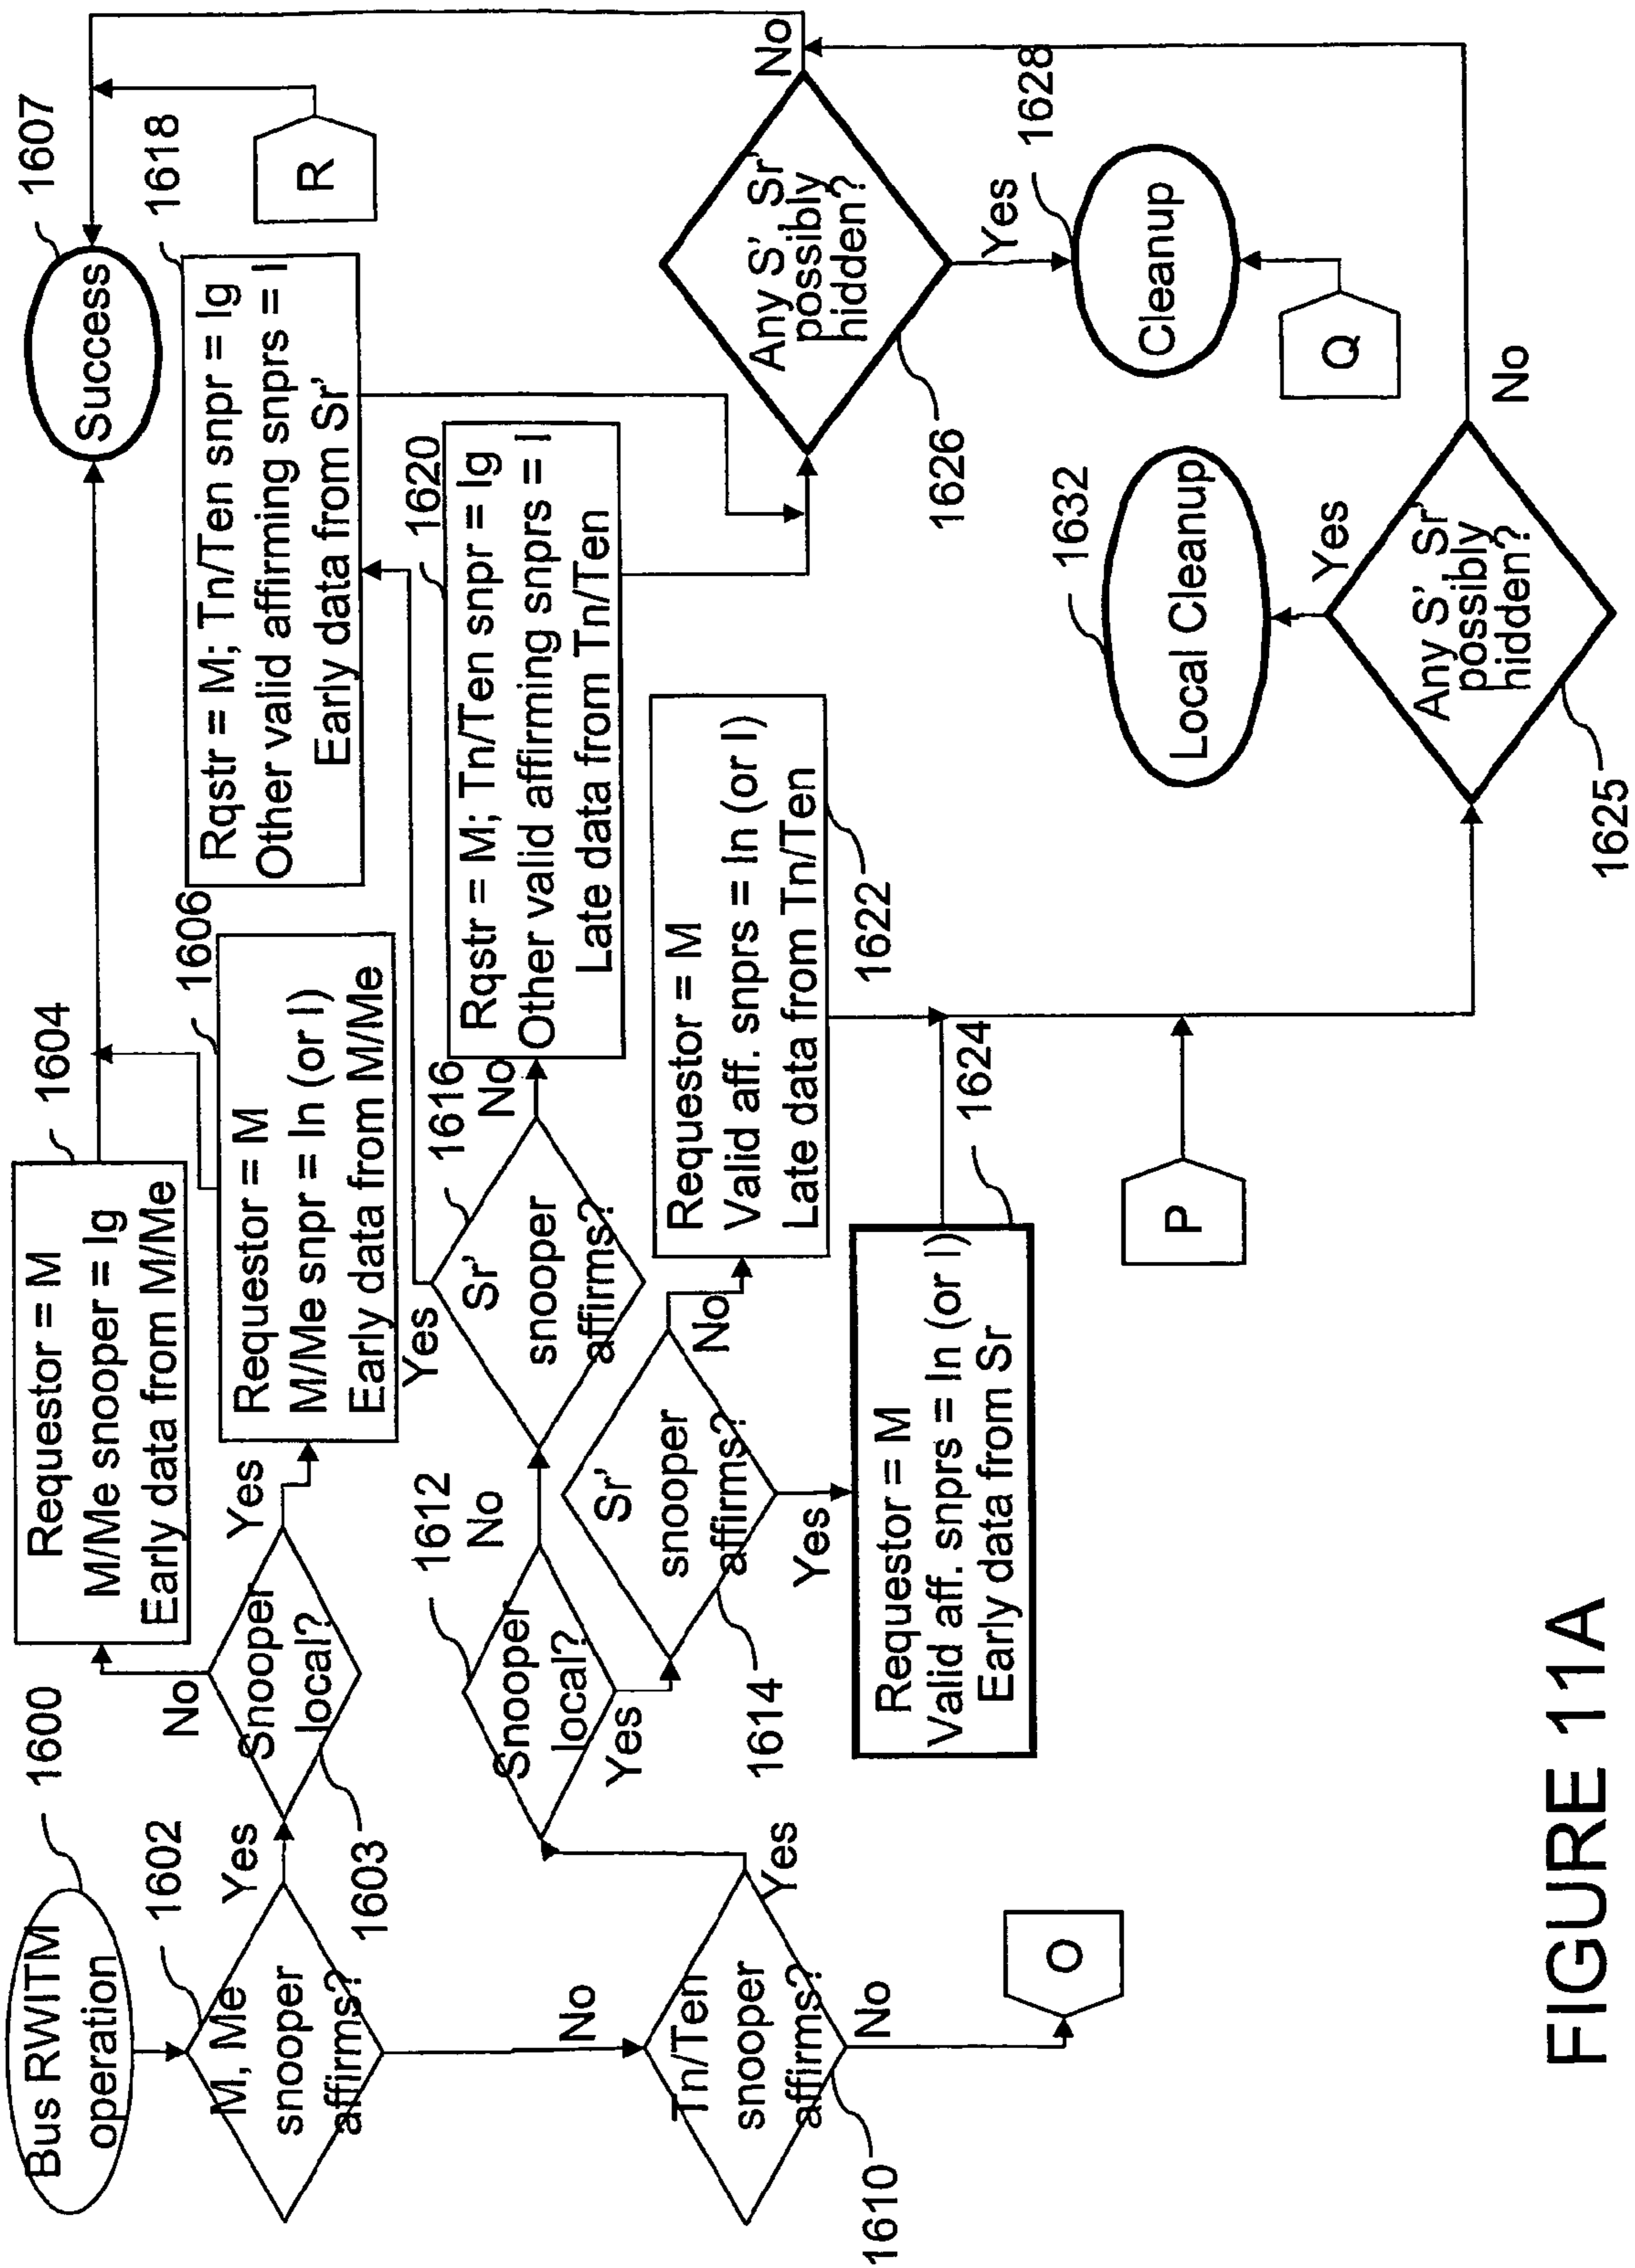 1600
Bus RWITM
operation
1602
M, Me
snooper
affirms?
Yes
No
1603
Snooper
local?
No
Yes
1604
Requestor = M
M/Me snooper = Ig
Early data from M/Me
1606
Requestor = M
M/Me snpr = In (or I)
Early data from M/Me
1607
Success
1610
Tn/Ten
snooper
affirms?
Yes
No
O
1612
Snooper
local?
No
Yes
1614
Sr'
snooper
affirms?
No
Yes
1616
Sr'
snooper
affirms?
Yes
No
1618
Rqstr = M; Tn/Ten snpr = Ig
Other valid affirming snprs = I
Early data from Sr'
1620
Rqstr = M; Tn/Ten snpr = Ig
Other valid affirming snprs = I
Late data from Tn/Ten
1622
Requestor = M
Valid aff. snprs = In (or I)
Late data from Tn/Ten
1624
Requestor = M
Valid aff. snprs = In (or I)
Early data from Sr
P
R
1626
Any S' Sr'
possibly
hidden?
No
Yes
1628
Cleanup
Q
1625
Any S' Sr'
possibly
hidden?
Yes
No
1632
Local Cleanup
FIGURE 11A